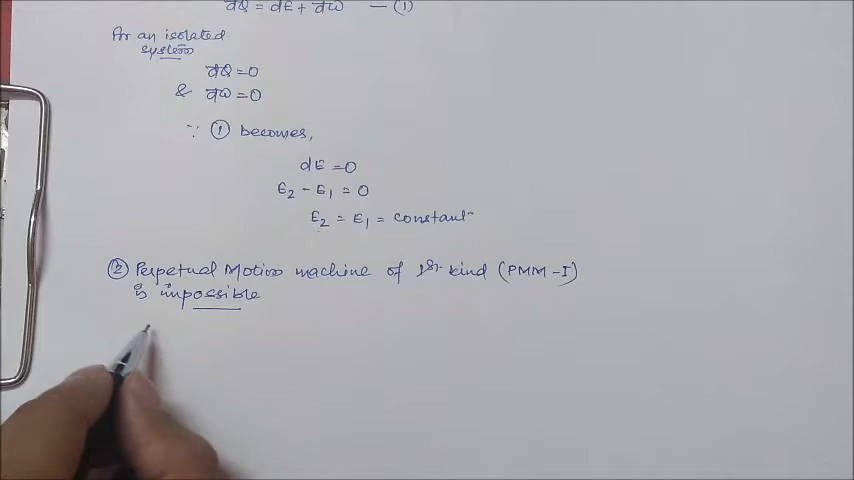 đQ = dE + đW — (1)
For an isolated
system
đQ = 0
& đW = 0
∵ ① becomes,
dE = 0
E₂ - E₁ = 0
E₂ = E₁ = constant
② Perpetual Motion machine of 1st kind (PMM-I)
is impossible